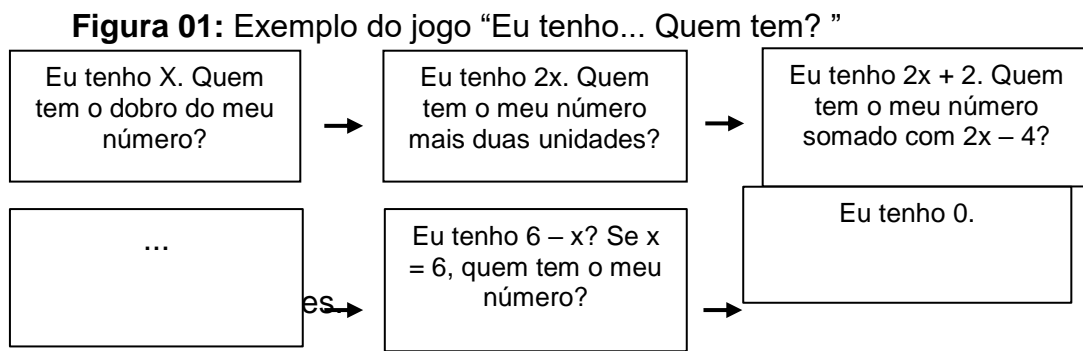 Figura 01: Exemplo do jogo “Eu tenho... Quem tem? ”
Eu tenho X. Quem
tem o dobro do meu
número?
Eu tenho 2x. Quem
tem o meu número
mais duas unidades?
Eu tenho 2x + 2. Quem
tem o meu número
somado com 2x – 4?
...
es.
Eu tenho 6 – x? Se x
= 6, quem tem o meu
número?
Eu tenho 0.